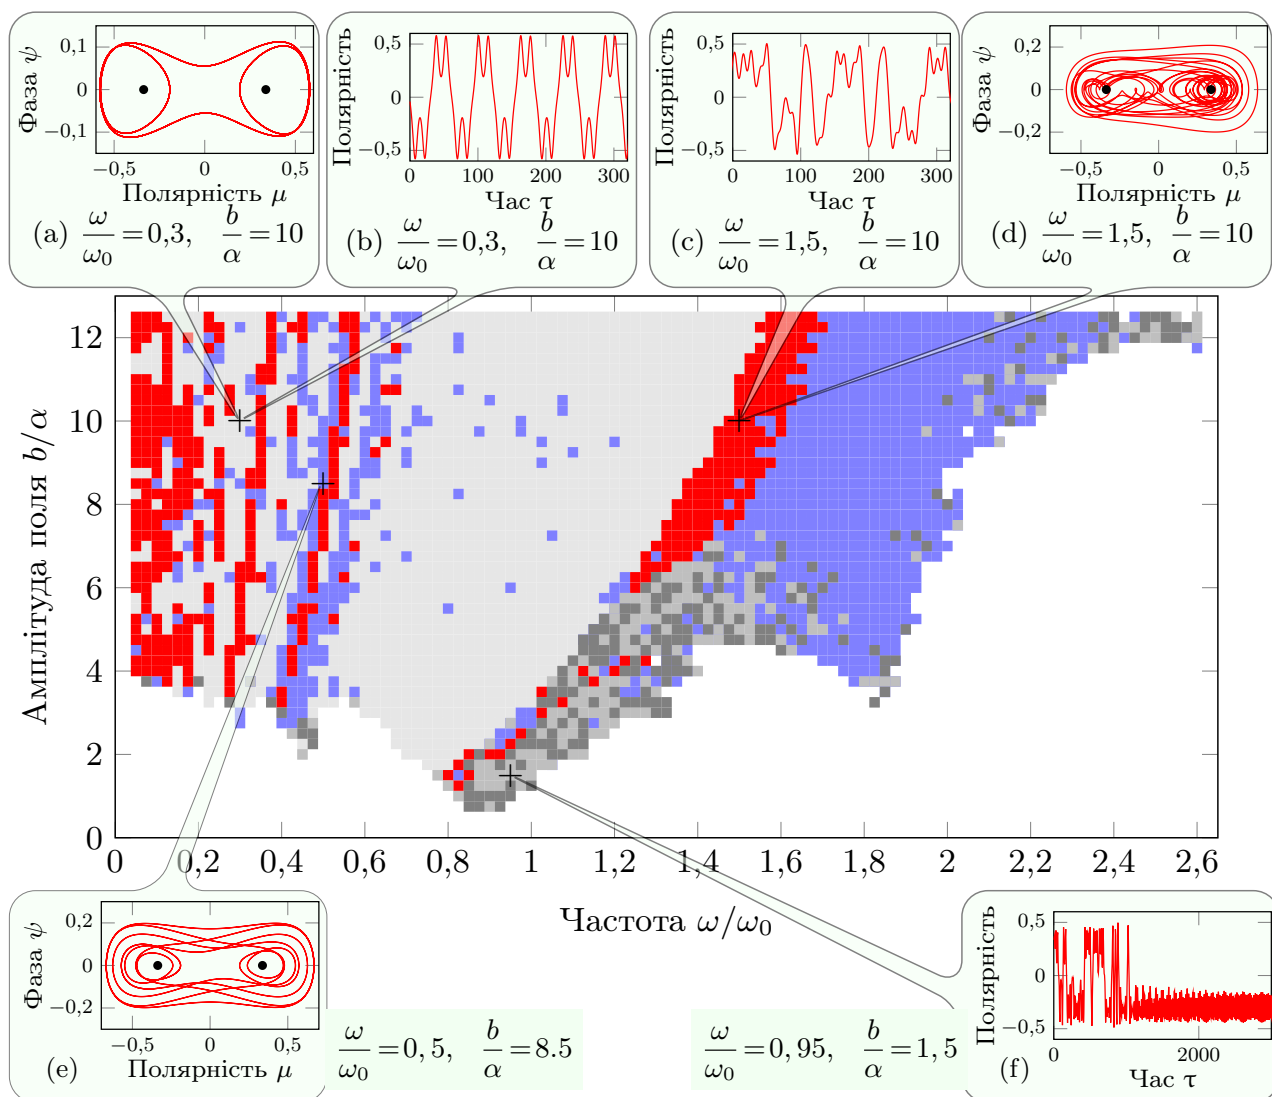 0,1
0
−0,1
−0,5
0
0,5
Фаза ψ
Полярність μ
(a) ω/ω₀=0,3, b/α=10
0,5
0
−0,5
0
100
200
300
Полярність
Час τ
(b) ω/ω₀=0,3, b/α=10
0,5
0
−0,5
0
100
200
300
Полярність
Час τ
(c) ω/ω₀=1,5, b/α=10
0,2
0
−0,2
−0,5
0
0,5
Фаза ψ
Полярність μ
(d) ω/ω₀=1,5, b/α=10
12
10
8
6
4
2
0
Амплітуда поля b/α
0
0,2
0,4
0,6
0,8
1
1,2
1,4
1,6
1,8
2
2,2
2,4
2,6
Частота ω/ω₀
0,2
0
−0,2
−0,5
0
0,5
Фаза ψ
Полярність μ
(e)
ω/ω₀=0,5, b/α=8.5
ω/ω₀=0,95, b/α=1,5
0,5
0
−0,5
0
2000
Полярність
Час τ
(f)